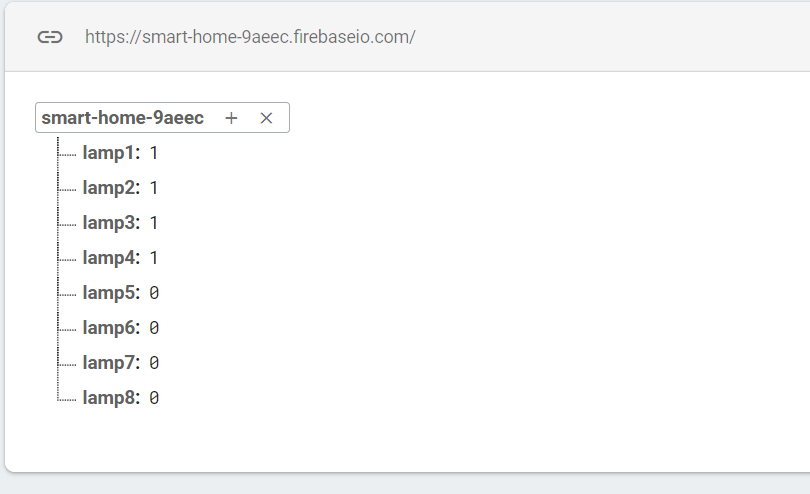 https://smart-home-9aeec.firebaseio.com/
smart-home-9aeec + ×
lamp1: 1
lamp2: 1
lamp3: 1
lamp4: 1
lamp5: 0
lamp6: 0
lamp7: 0
lamp8: 0